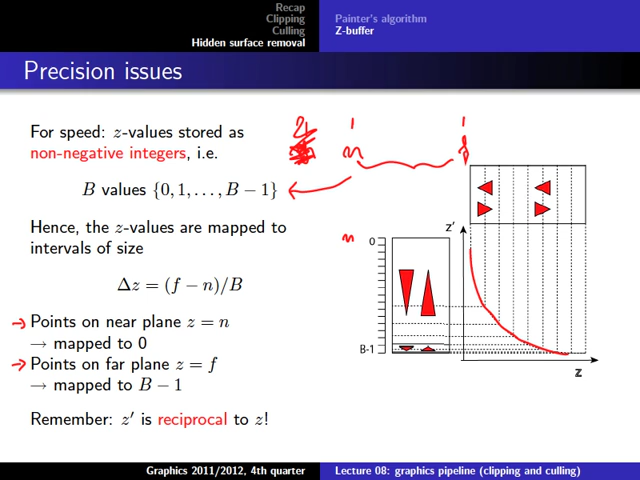 Recap
Clipping
Culling
Hidden surface removal
Painter's algorithm
Z-buffer
Precision issues
For speed: z-values stored as
non-negative integers, i.e.
B values {0, 1, . . . , B − 1}
Hence, the z-values are mapped to
intervals of size
Δz = (f − n)/B
→ Points on near plane z = n
→ mapped to 0
→ Points on far plane z = f
→ mapped to B − 1
Remember: z′ is reciprocal to z!
n f
n
0
B-1
z'
z
Graphics 2011/2012, 4th quarter
Lecture 08: graphics pipeline (clipping and culling)